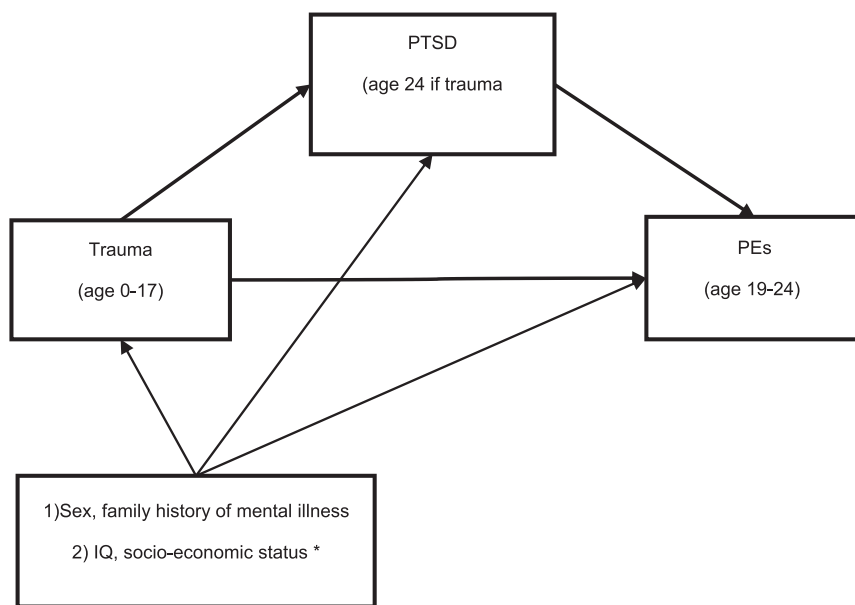 PTSD
(age 24 if trauma
Trauma
(age 0-17)
PEs
(age 19-24)
1)Sex, family history of mental illness
2) IQ, socio-economic status *